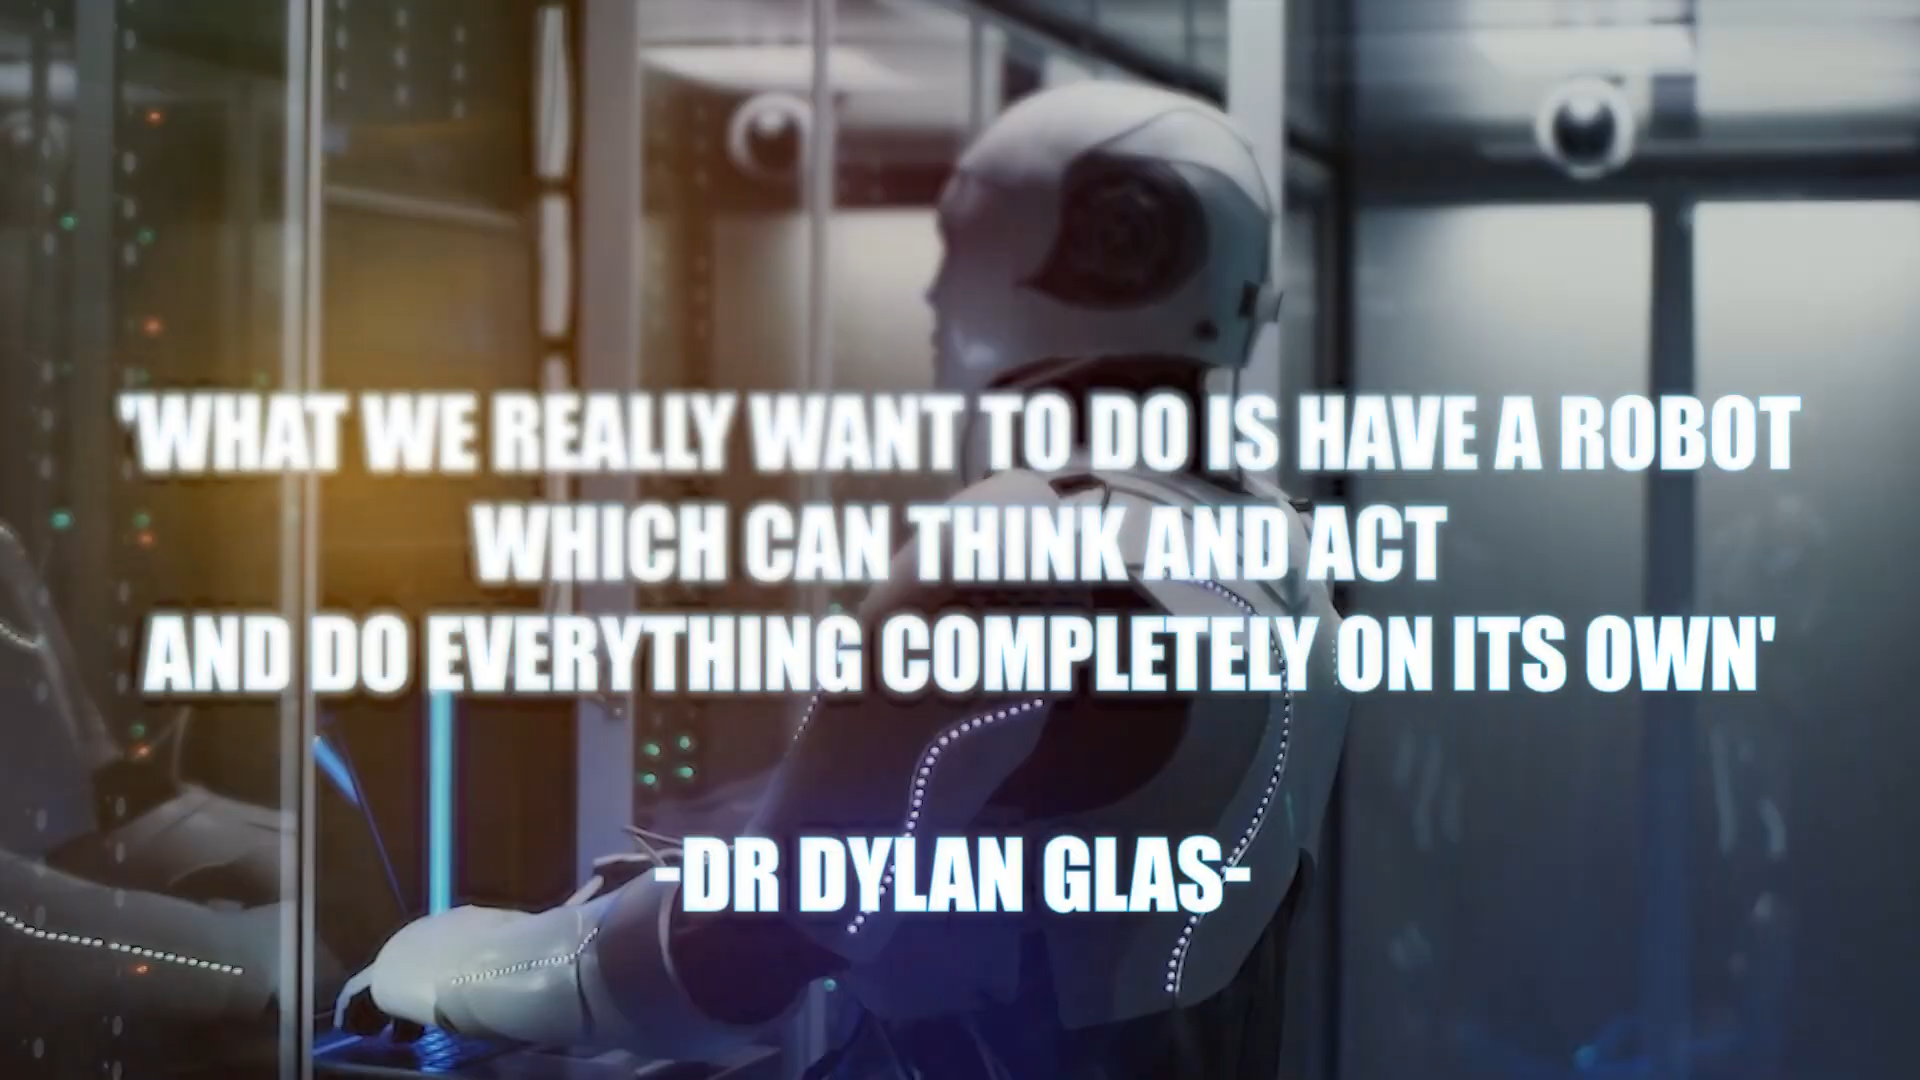 'WHAT WE REALLY WANT TO DO IS HAVE A ROBOT
WHICH CAN THINK AND ACT
AND DO EVERYTHING COMPLETELY ON ITS OWN'
-DR DYLAN GLAS-